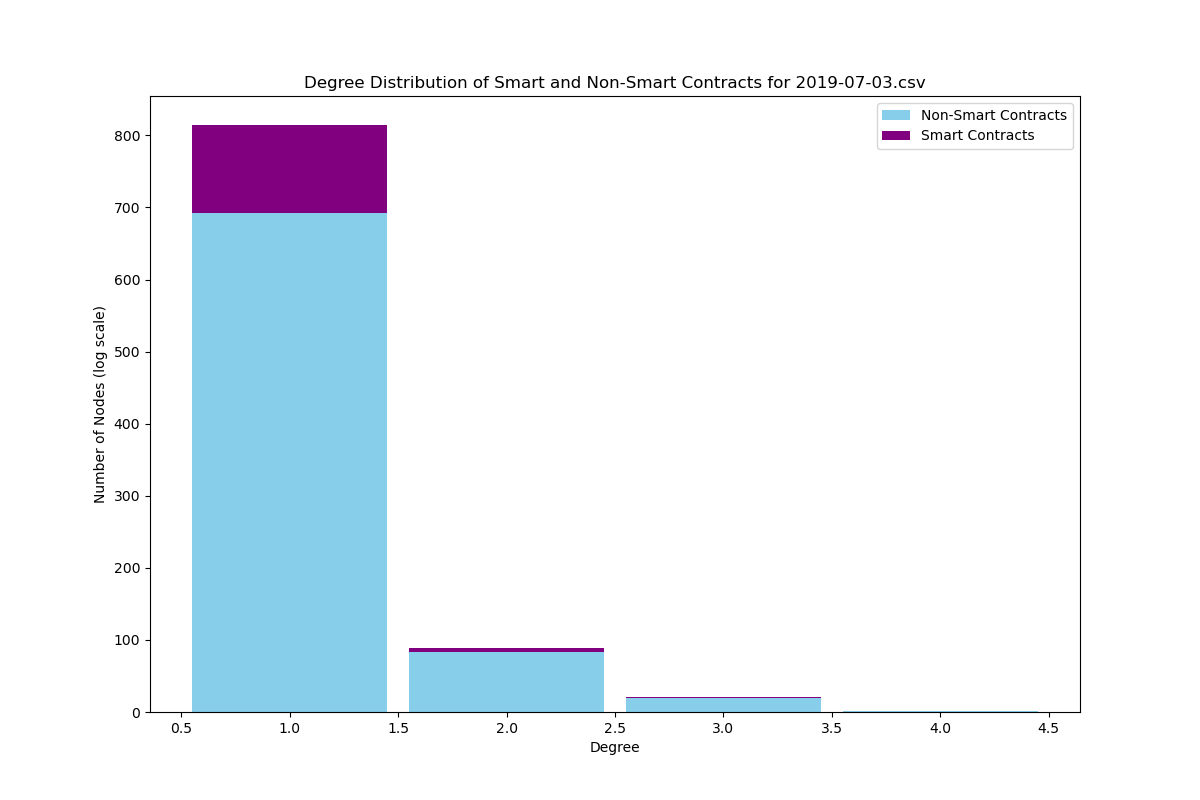 Degree Distribution of Smart and Non-Smart Contracts for 2019-07-03.csv
Non-Smart Contracts
Smart Contracts
Number of Nodes (log scale)
800
700
600
500
400
300
200
100
0
0.5 1.0 1.5 2.0 2.5 3.0 3.5 4.0 4.5
Degree